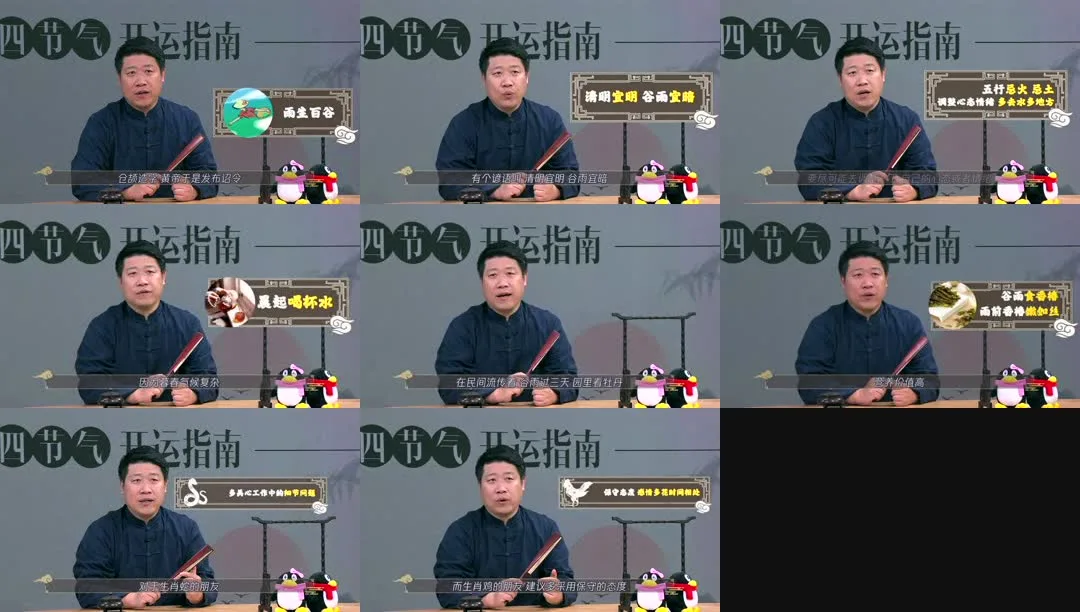 四节气 开运指南
雨生百谷
仓颉造字 黄帝于是发布诏令
四节气 开运指南
清明宜明 谷雨宜暗
有个谚语叫 清明宜明 谷雨宜暗
四节气 开运指南
五行忌火 忌土
调整心态情绪 多去水多地方
四节气 开运指南
晨起喝杯水
因为暮春气候复杂
四节气 开运指南
在民间流传着 谷雨过三天 园里看牡丹
四节气 开运指南
谷雨食香椿
雨前香椿嫩如丝
营养价值高
四节气 开运指南
多关心工作中的细节问题
对于生肖蛇的朋友
四节气 开运指南
保守态度 感情多花时间相处
而生肖鸡的朋友 建议多采用保守的态度